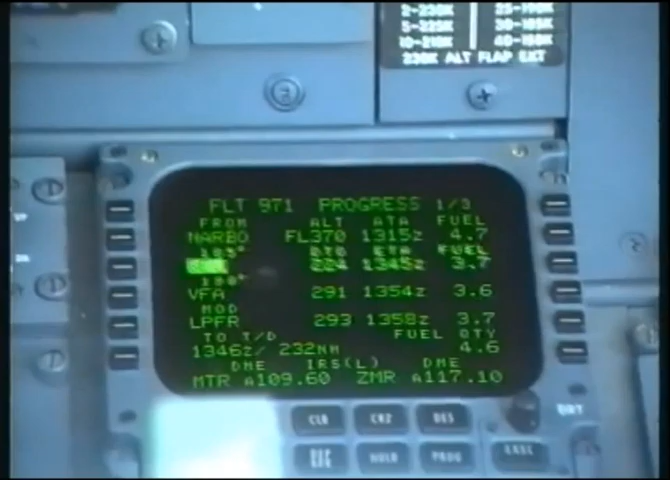 2-230K 25-190K
5-225K 30-185K
10-210K 40-158K
230K ALT FLAP EXT
FLT 971 PROGRESS 1/3
FROM ALT ATA FUEL
NARBO FL370 1315z 4.7
DTG ETA FUEL
224 1345z 3.7
190°
VFA 291 1354z 3.6
MOD
LPFR 293 1358z 3.7
TO T/D FUEL QTY
1346z/ 232NM 4.6
DME IRS(L) DME
MTR A109.60 ZMR A117.10
BRT
CLB CRZ DES
HOLD PROG EXEC